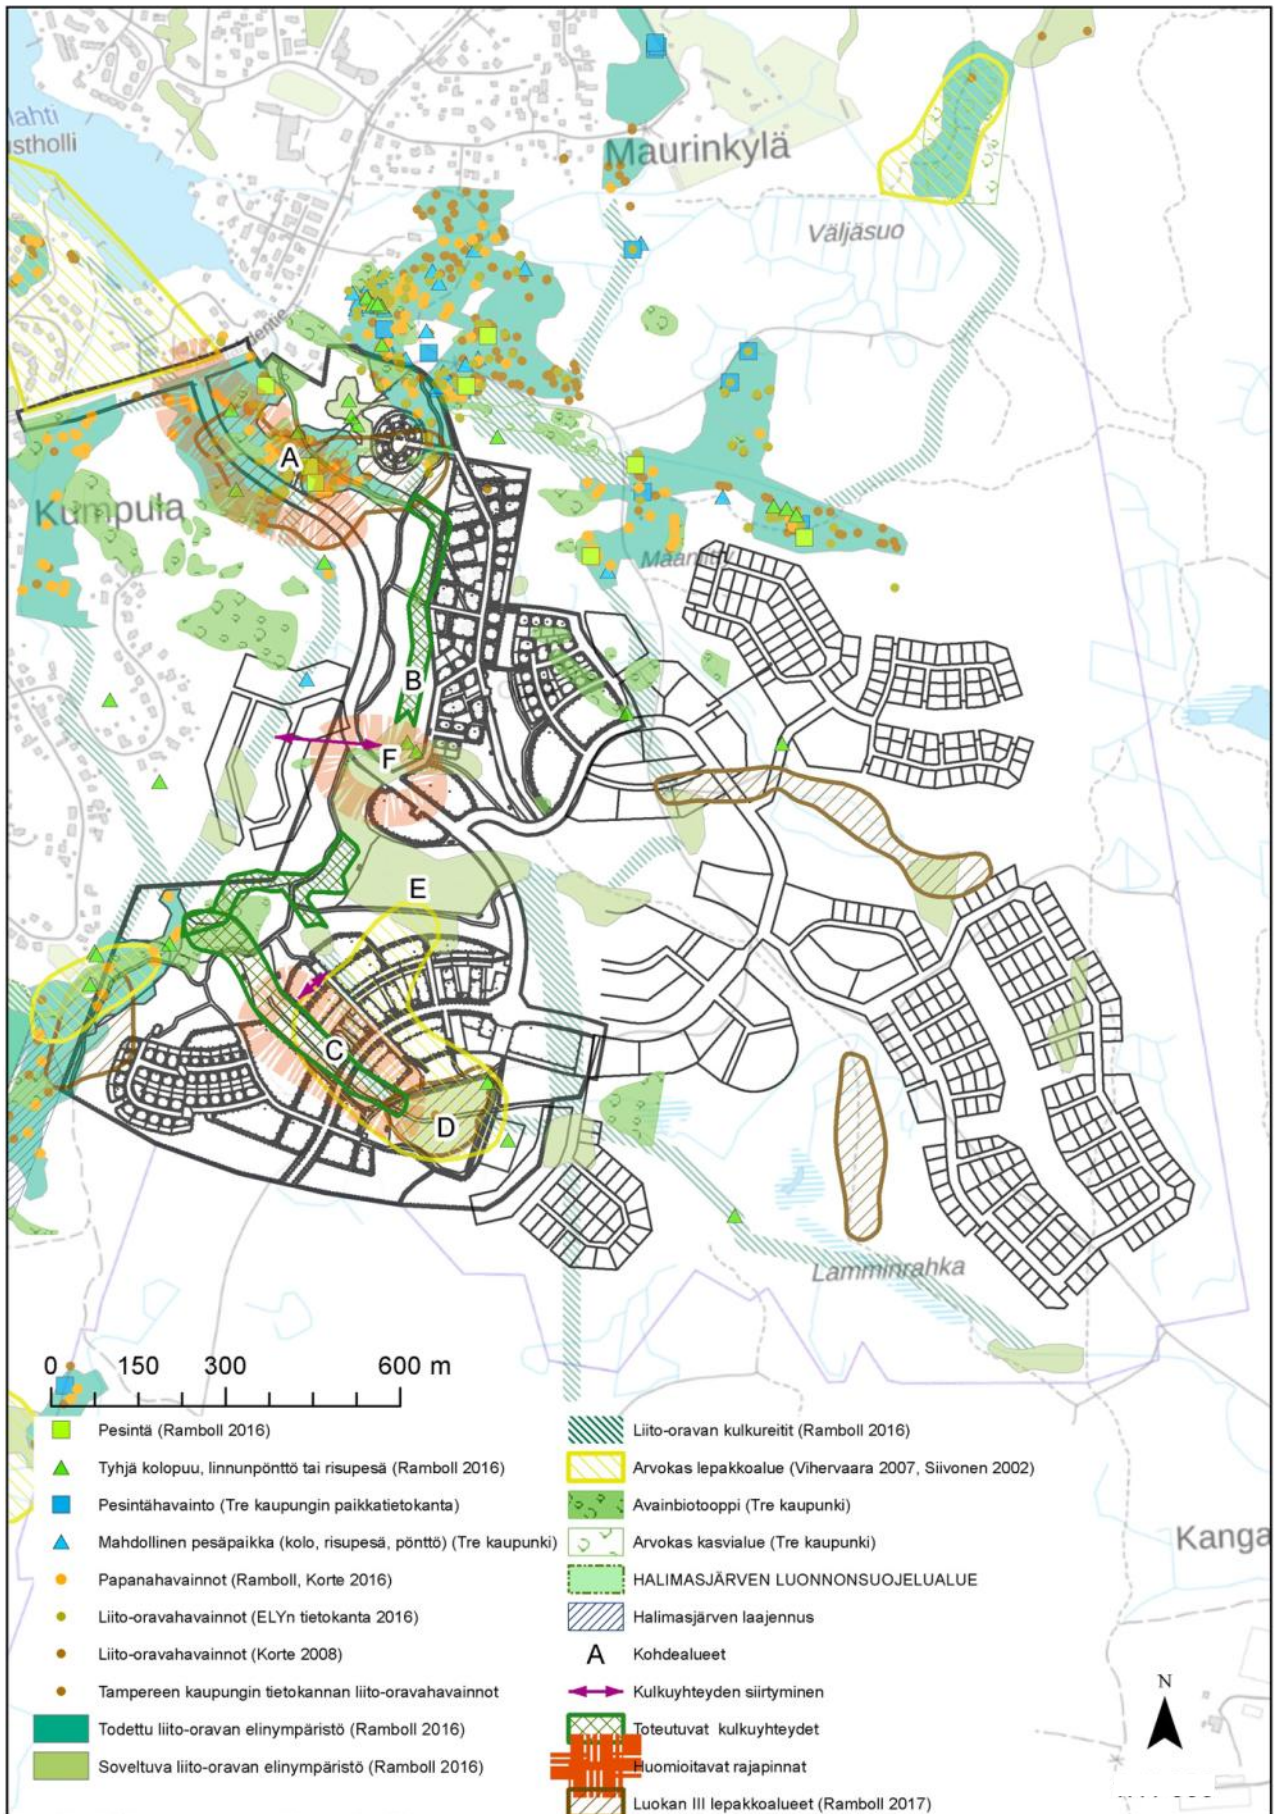 lahti
ustholli
Maurinkylä
Väljäsuo
lentie
A
Kumpula
B
F
E
C
D
Lamminrahka
0 150 300 600 m
Pesintä (Ramboll 2016)
Tyhjä kolopuu, linnunpönttö tai risupesä (Ramboll 2016)
Pesintähavainto (Tre kaupungin paikkatietokanta)
Mahdollinen pesäpaikka (kolo, risupesä, pönttö) (Tre kaupunki)
Papanahavainnot (Ramboll, Korte 2016)
Liito-oravahavainnot (ELYn tietokanta 2016)
Liito-oravahavainnot (Korte 2008)
Tampereen kaupungin tietokannan liito-oravahavainnot
Todettu liito-oravan elinympäristö (Ramboll 2016)
Soveltuva liito-oravan elinympäristö (Ramboll 2016)
Liito-oravan kulkureitit (Ramboll 2016)
Arvokas lepakkoalue (Vihervaara 2007, Siivonen 2002)
Avainbiotooppi (Tre kaupunki)
Arvokas kasvialue (Tre kaupunki)
HALIMASJÄRVEN LUONNONSUOJELUALUE
Halimasjärven laajennus
A Kohdealueet
Kulkuyhteyden siirtyminen
Toteutuvat kulkuyhteydet
Huomioitavat rajapinnat
Luokan III lepakkoalueet (Ramboll 2017)
Kanga
N